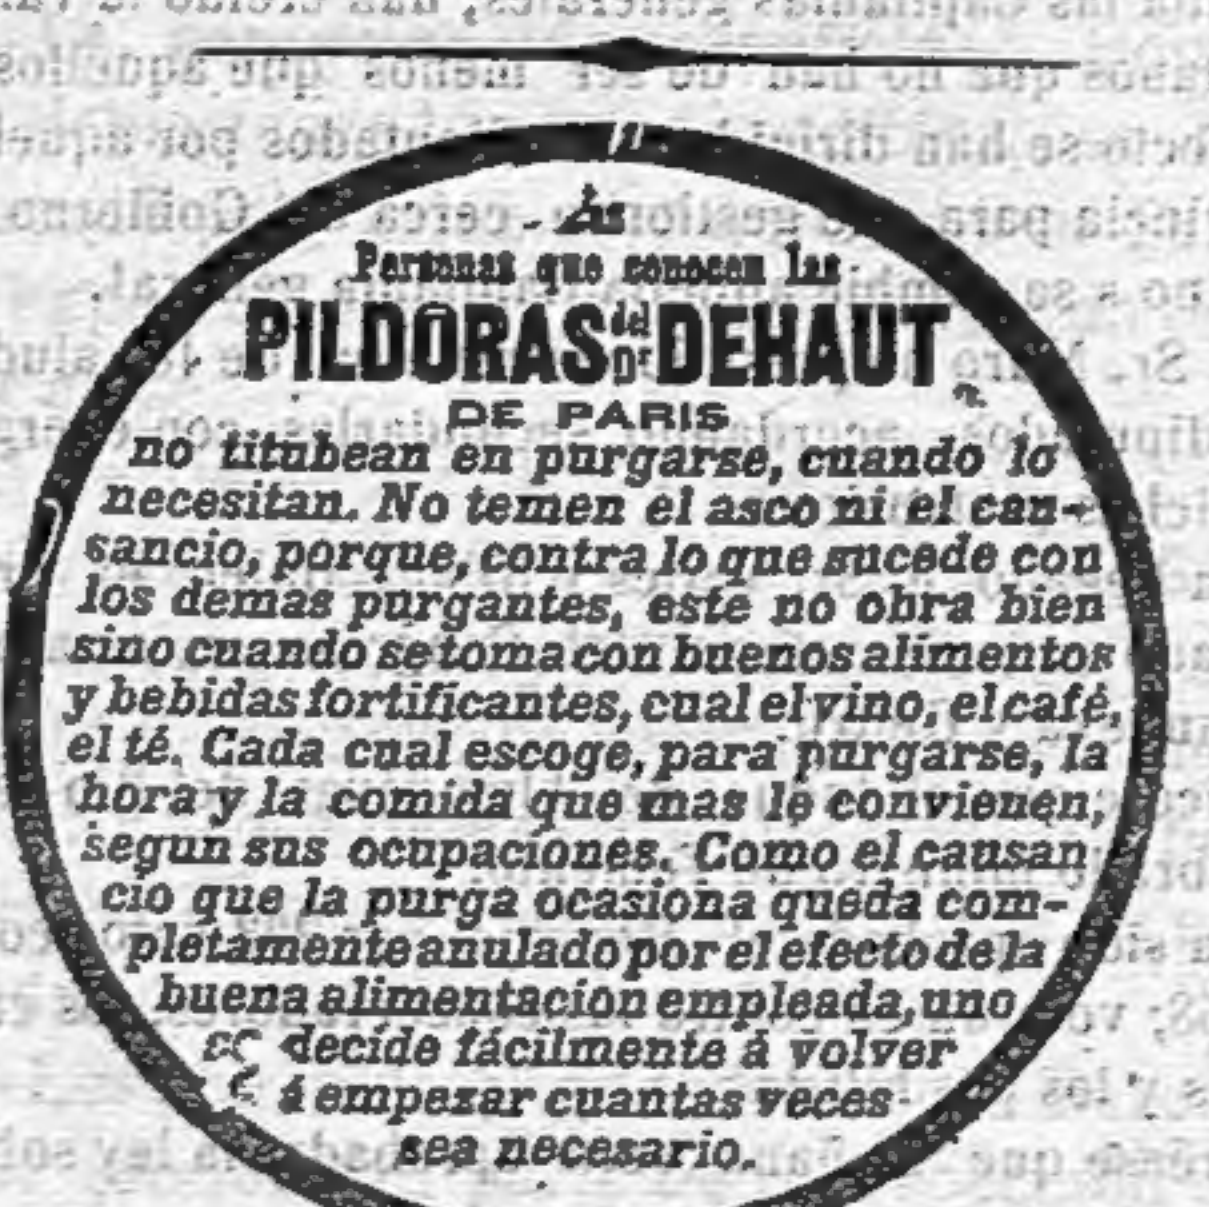 Las
Personas que conocen las
PILDORAS del Dr DEHAUT
DE PARIS
no titubean en purgarse, cuando lo
necesitan. No temen el asco ni el cau-
sancio, porque, contra lo que sucede con
los demas purgantes, este no obra bien
sino cuando se toma con buenos alimentos
y bebidas fortificantes, cual el vino, el café,
el té. Cada cual escoge, para purgarse, la
hora y la comida que mas le convienen,
segun sus ocupaciones. Como el causan
cio que la purga ocasiona queda com-
pletamente anulado por el efecto de la
buena alimentacion empleada, uno
se decide fácilmente á volver
á empezar cuantas veces
sea necesario.